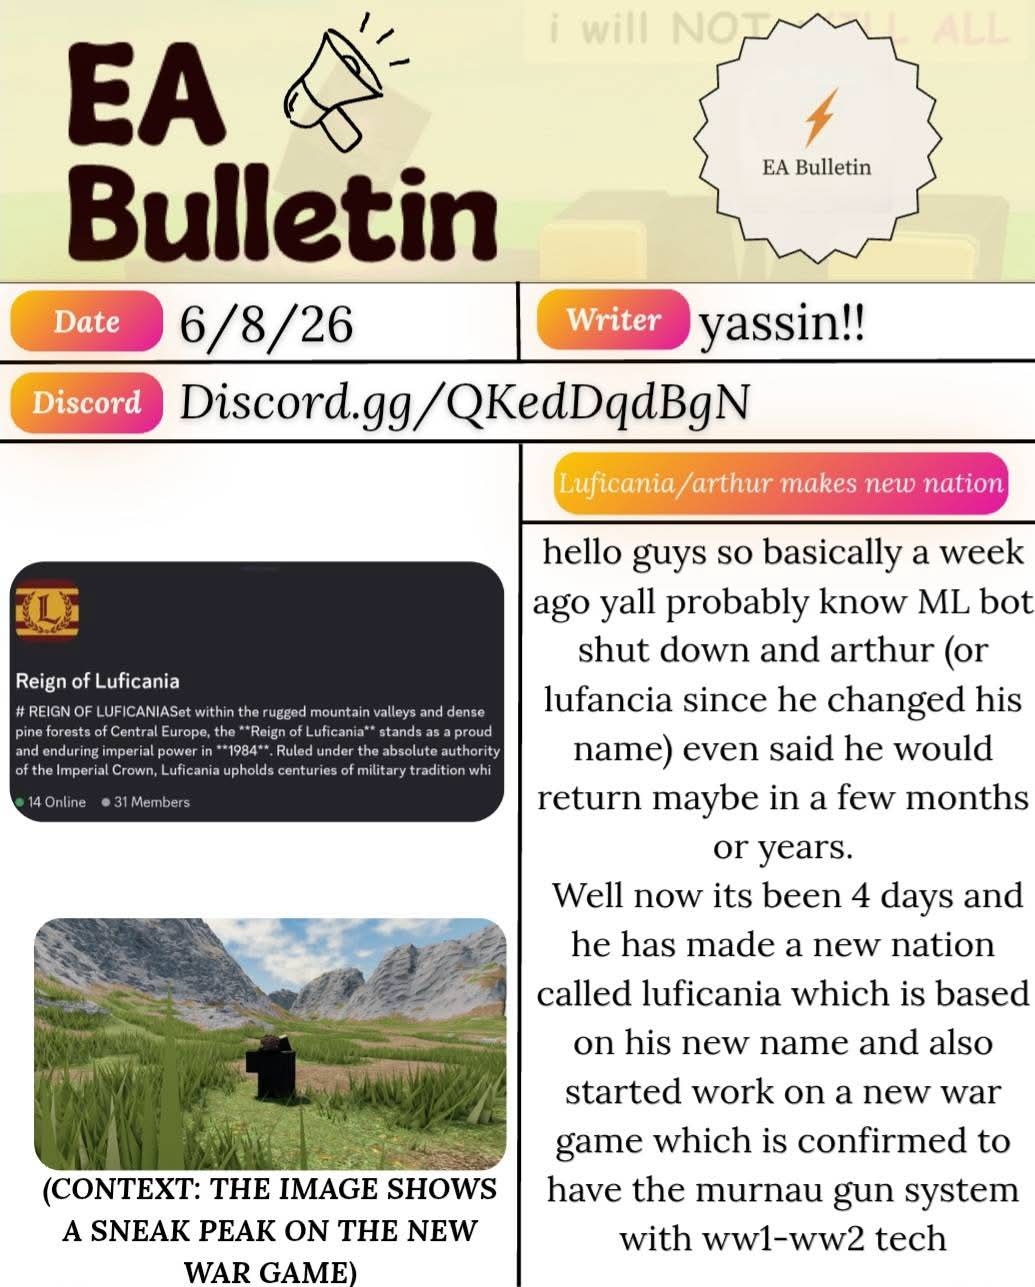 i will NOT KILL ALL
EA
Bulletin
EA Bulletin
Date
6/8/26
Writer
yassin!!
Discord
Discord.gg/QKedDqdBgN
Luficania/arthur makes new nation
L
Reign of Luficania
# REIGN OF LUFICANIASet within the rugged mountain valleys and dense
pine forests of Central Europe, the **Reign of Luficania** stands as a proud
and enduring imperial power in **1984**. Ruled under the absolute authority
of the Imperial Crown, Luficania upholds centuries of military tradition whi
14 Online
31 Members
(CONTEXT: THE IMAGE SHOWS
A SNEAK PEAK ON THE NEW
WAR GAME)
hello guys so basically a week
ago yall probably know ML bot
shut down and arthur (or
lufancia since he changed his
name) even said he would
return maybe in a few months
or years.
Well now its been 4 days and
he has made a new nation
called luficania which is based
on his new name and also
started work on a new war
game which is confirmed to
have the murnau gun system
with ww1-ww2 tech